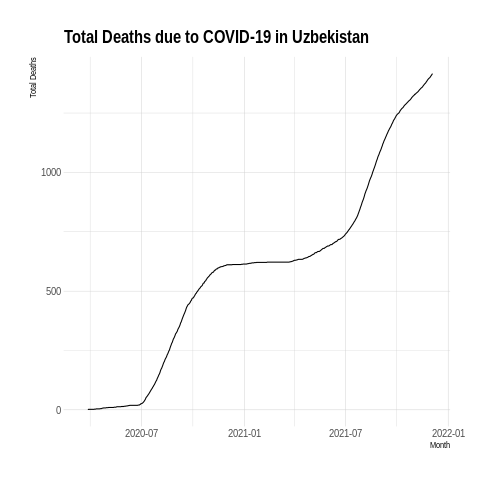 Total Deaths due to COVID-19 in Uzbekistan
Total Deaths
1000
500
0
2020-07 2021-01 2021-07 2022-01
Month